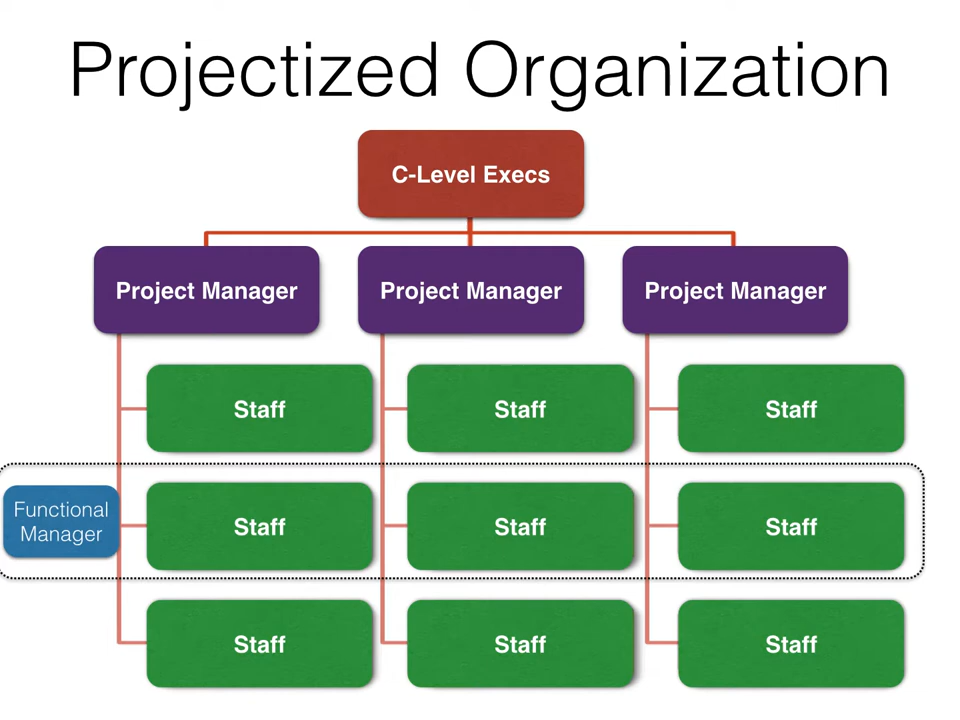 Projectized Organization
C-Level Execs
Project Manager
Project Manager
Project Manager
Staff
Staff
Staff
Functional
Manager
Staff
Staff
Staff
Staff
Staff
Staff